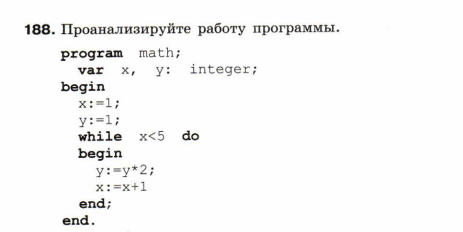 188. Проанализируйте работу программы.
program math;
var x, y: integer;
begin
x:=1;
y:=1;
while x<5 do
begin
y:=y*2;
x:=x+1
end;
end.